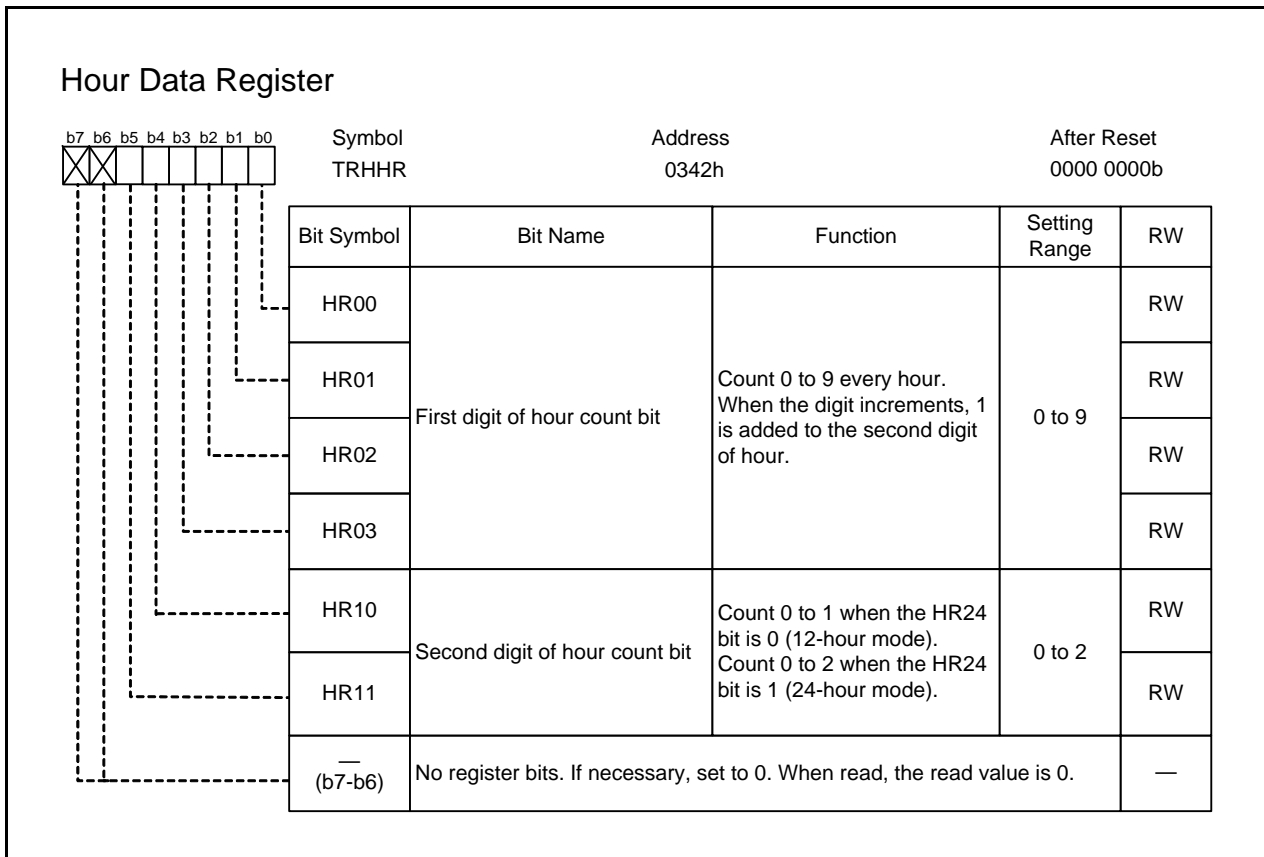 Hour Data Register
b7 b6 b5 b4 b3 b2 b1 b0
Symbol Address After Reset
TRHHR 0342h 0000 0000b
Bit Symbol Bit Name Function Setting Range RW
HR00 RW
HR01 RW
HR02 RW
HR03 RW
First digit of hour count bit
Count 0 to 9 every hour.
When the digit increments, 1
is added to the second digit
of hour.
0 to 9
HR10 RW
HR11 RW
Second digit of hour count bit
Count 0 to 1 when the HR24
bit is 0 (12-hour mode).
Count 0 to 2 when the HR24
bit is 1 (24-hour mode).
0 to 2
—
(b7-b6)
No register bits. If necessary, set to 0. When read, the read value is 0.
—